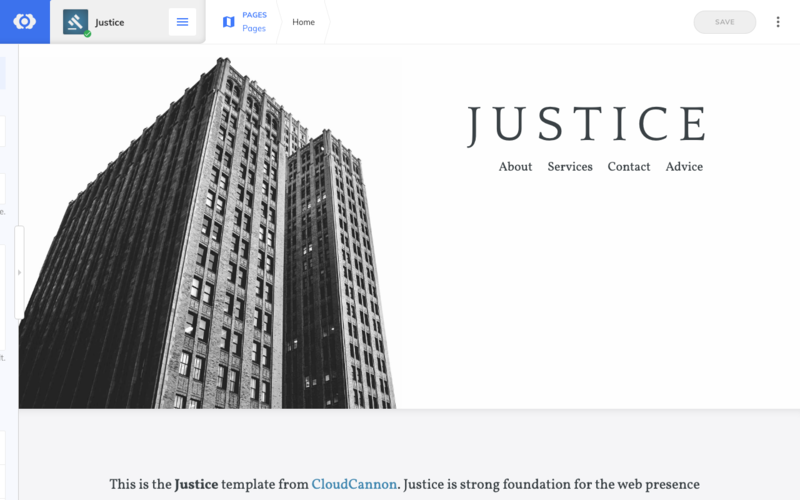 Justice
PAGES
Pages
Home
SAVE
JUSTICE
About Services Contact Advice
e.
t.
This is the Justice template from CloudCannon. Justice is strong foundation for the web presence